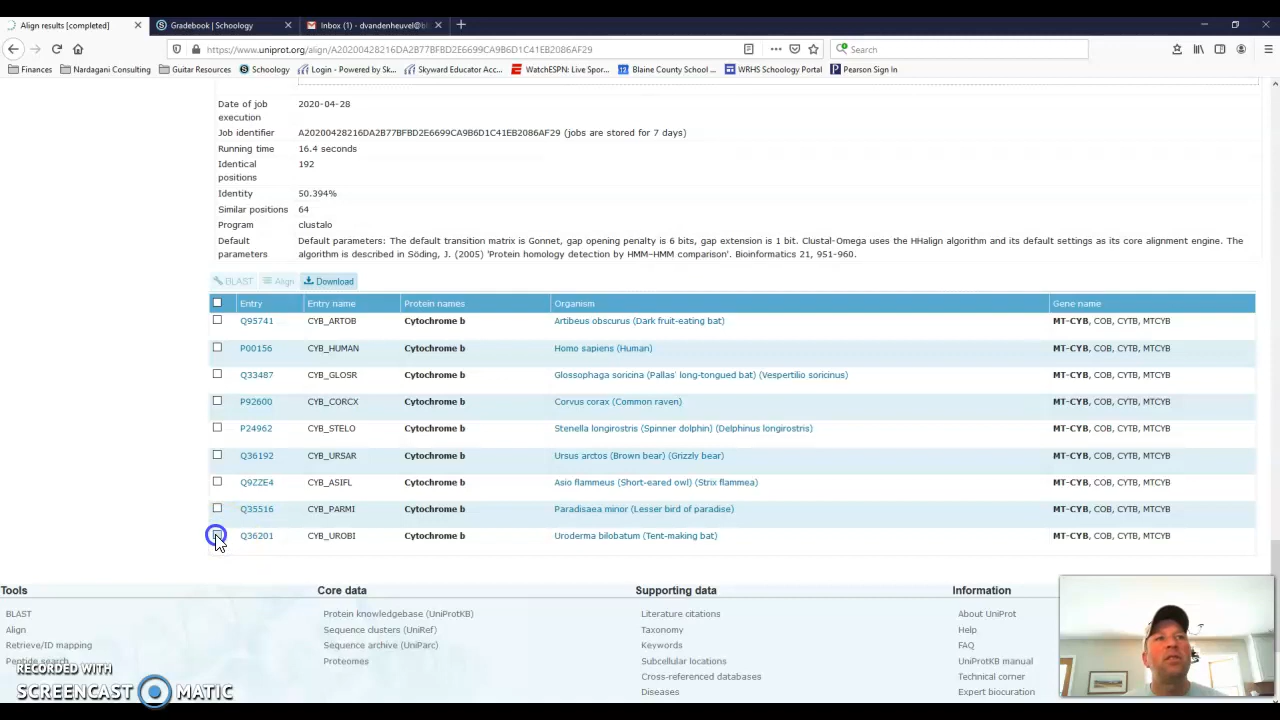 Align results [completed]
Gradebook | Schoology
Inbox (1) - dvandenheuvel@bl
https://www.uniprot.org/align/A20200428216DA2B77BFBD2E6699CA9B6D1C41EB2086AF29
Search
Finances
Nardagani Consulting
Guitar Resources
Schoology
Login - Powered by Sk...
Skyward Educator Acc...
WatchESPN: Live Spor...
Blaine County School ...
WRHS Schoology Portal
Pearson Sign In
Date of job execution 2020-04-28
Job identifier A20200428216DA2B77BFBD2E6699CA9B6D1C41EB2086AF29 (jobs are stored for 7 days)
Running time 16.4 seconds
Identical positions 192
Identity 50.394%
Similar positions 64
Program clustalo
Default parameters Default parameters: The default transition matrix is Gonnet, gap opening penalty is 6 bits, gap extension is 1 bit. Clustal-Omega uses the HHalign algorithm and its default settings as its core alignment engine. The
algorithm is described in Söding, J. (2005) 'Protein homology detection by HMM–HMM comparison'. Bioinformatics 21, 951-960.
BLAST Align Download
Entry Entry name Protein names Organism Gene name
Q95741 CYB_ARTOB Cytochrome b Artibeus obscurus (Dark fruit-eating bat) MT-CYB, COB, CYTB, MTCYB
P00156 CYB_HUMAN Cytochrome b Homo sapiens (Human) MT-CYB, COB, CYTB, MTCYB
Q33487 CYB_GLOSR Cytochrome b Glossophaga soricina (Pallas' long-tongued bat) (Vespertilio soricinus) MT-CYB, COB, CYTB, MTCYB
P92600 CYB_CORCX Cytochrome b Corvus corax (Common raven) MT-CYB, COB, CYTB, MTCYB
P24962 CYB_STELO Cytochrome b Stenella longirostris (Spinner dolphin) (Delphinus longirostris) MT-CYB, COB, CYTB, MTCYB
Q36192 CYB_URSAR Cytochrome b Ursus arctos (Brown bear) (Grizzly bear) MT-CYB, COB, CYTB, MTCYB
Q9ZZE4 CYB_ASIFL Cytochrome b Asio flammeus (Short-eared owl) (Strix flammea) MT-CYB, COB, CYTB, MTCYB
Q35516 CYB_PARMI Cytochrome b Paradisaea minor (Lesser bird of paradise) MT-CYB, COB, CYTB, MTCYB
Q36201 CYB_UROBI Cytochrome b Uroderma bilobatum (Tent-making bat) MT-CYB, COB, CYTB, MTCYB
Tools Core data Supporting data Information
BLAST Protein knowledgebase (UniProtKB) Literature citations About UniProt
Align Sequence clusters (UniRef) Taxonomy Help
Retrieve/ID mapping Sequence archive (UniParc) Keywords FAQ
Peptide search Proteomes Subcellular locations UniProtKB manual
Cross-referenced databases Technical corner
Diseases Expert biocuration
RECORDED WITH
SCREENCAST MATIC